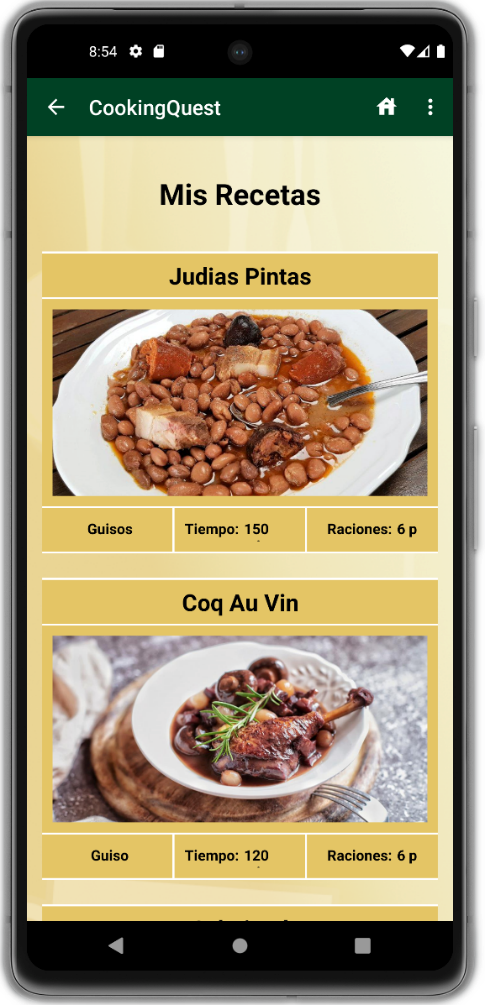 8:54
CookingQuest
Mis Recetas
Judias Pintas
Guisos
Tiempo: 150
Raciones: 6 p
Coq Au Vin
Guiso
Tiempo: 120
Raciones: 6 p